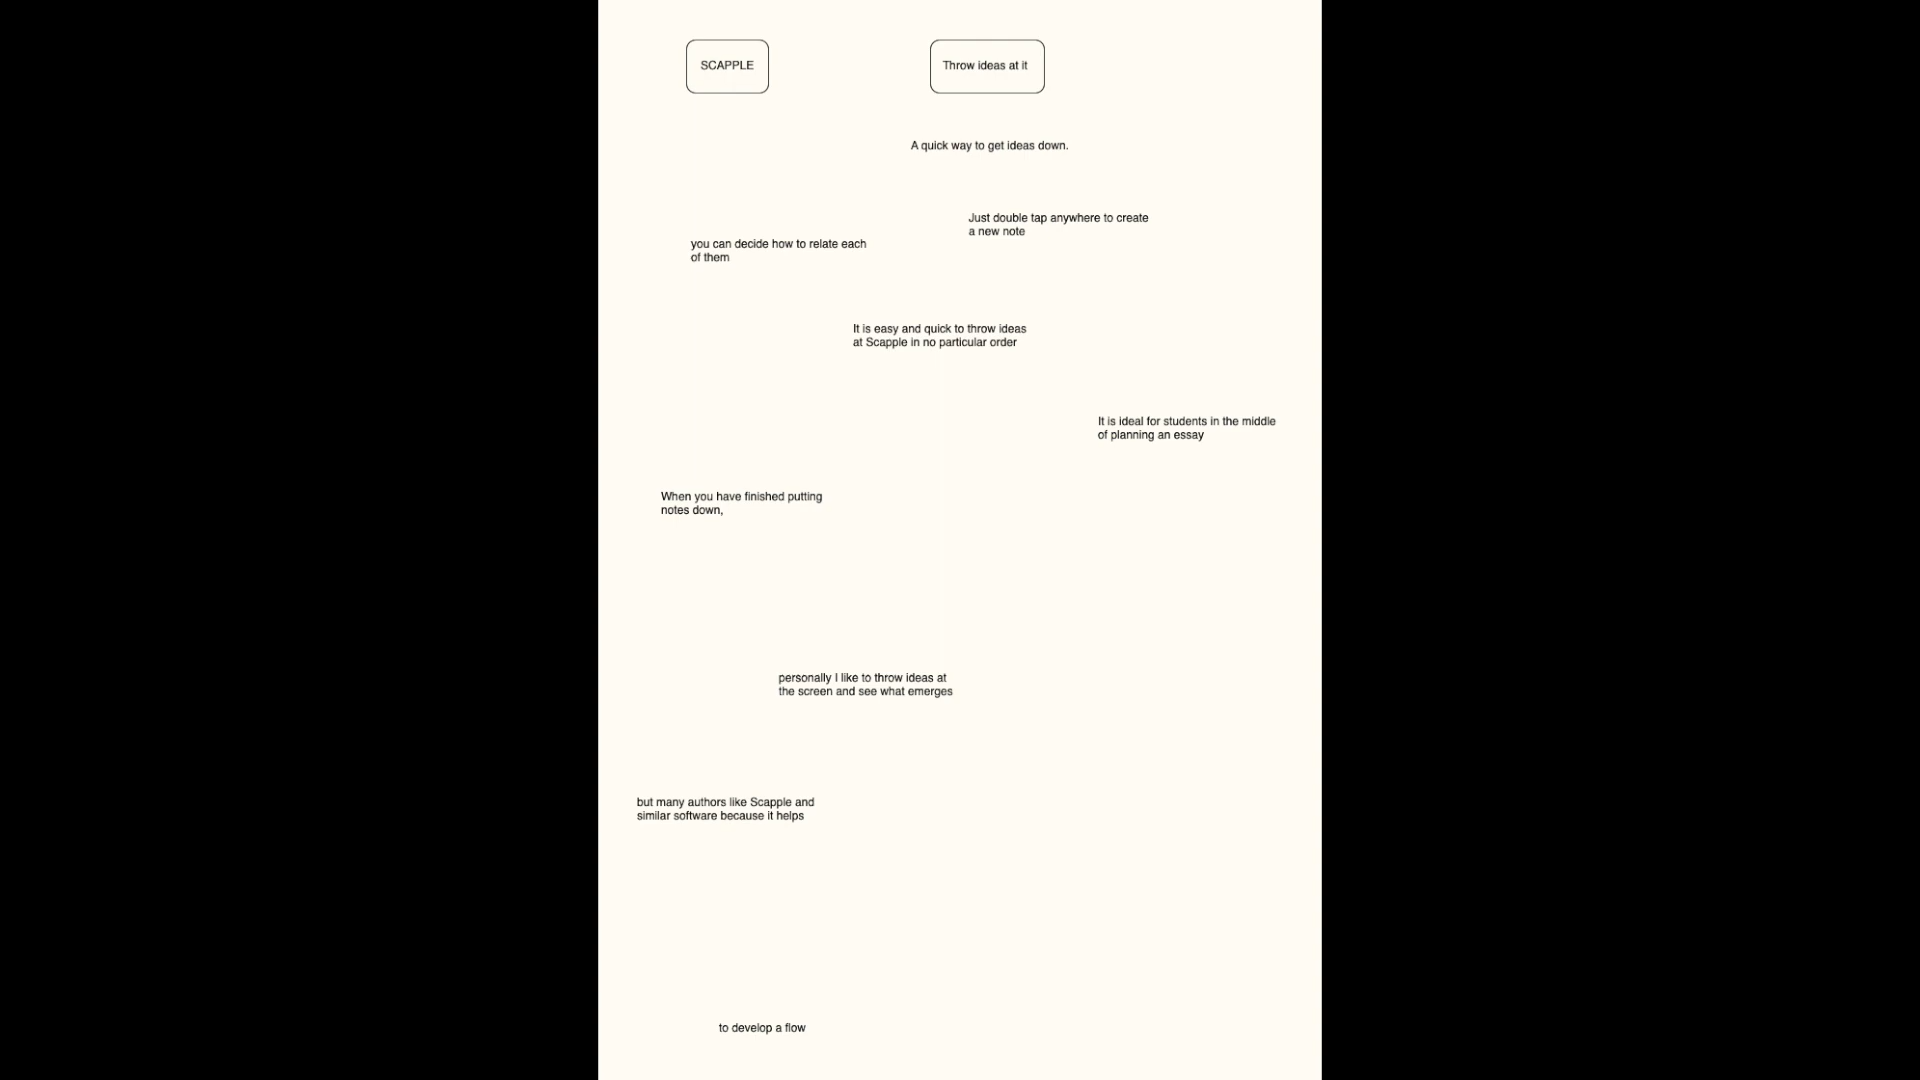 SCAPPLE
Throw ideas at it
A quick way to get ideas down.
Just double tap anywhere to create
a new note
you can decide how to relate each
of them
It is easy and quick to throw ideas
at Scapple in no particular order
It is ideal for students in the middle
of planning an essay
When you have finished putting
notes down,
personally I like to throw ideas at
the screen and see what emerges
but many authors like Scapple and
similar software because it helps
to develop a flow